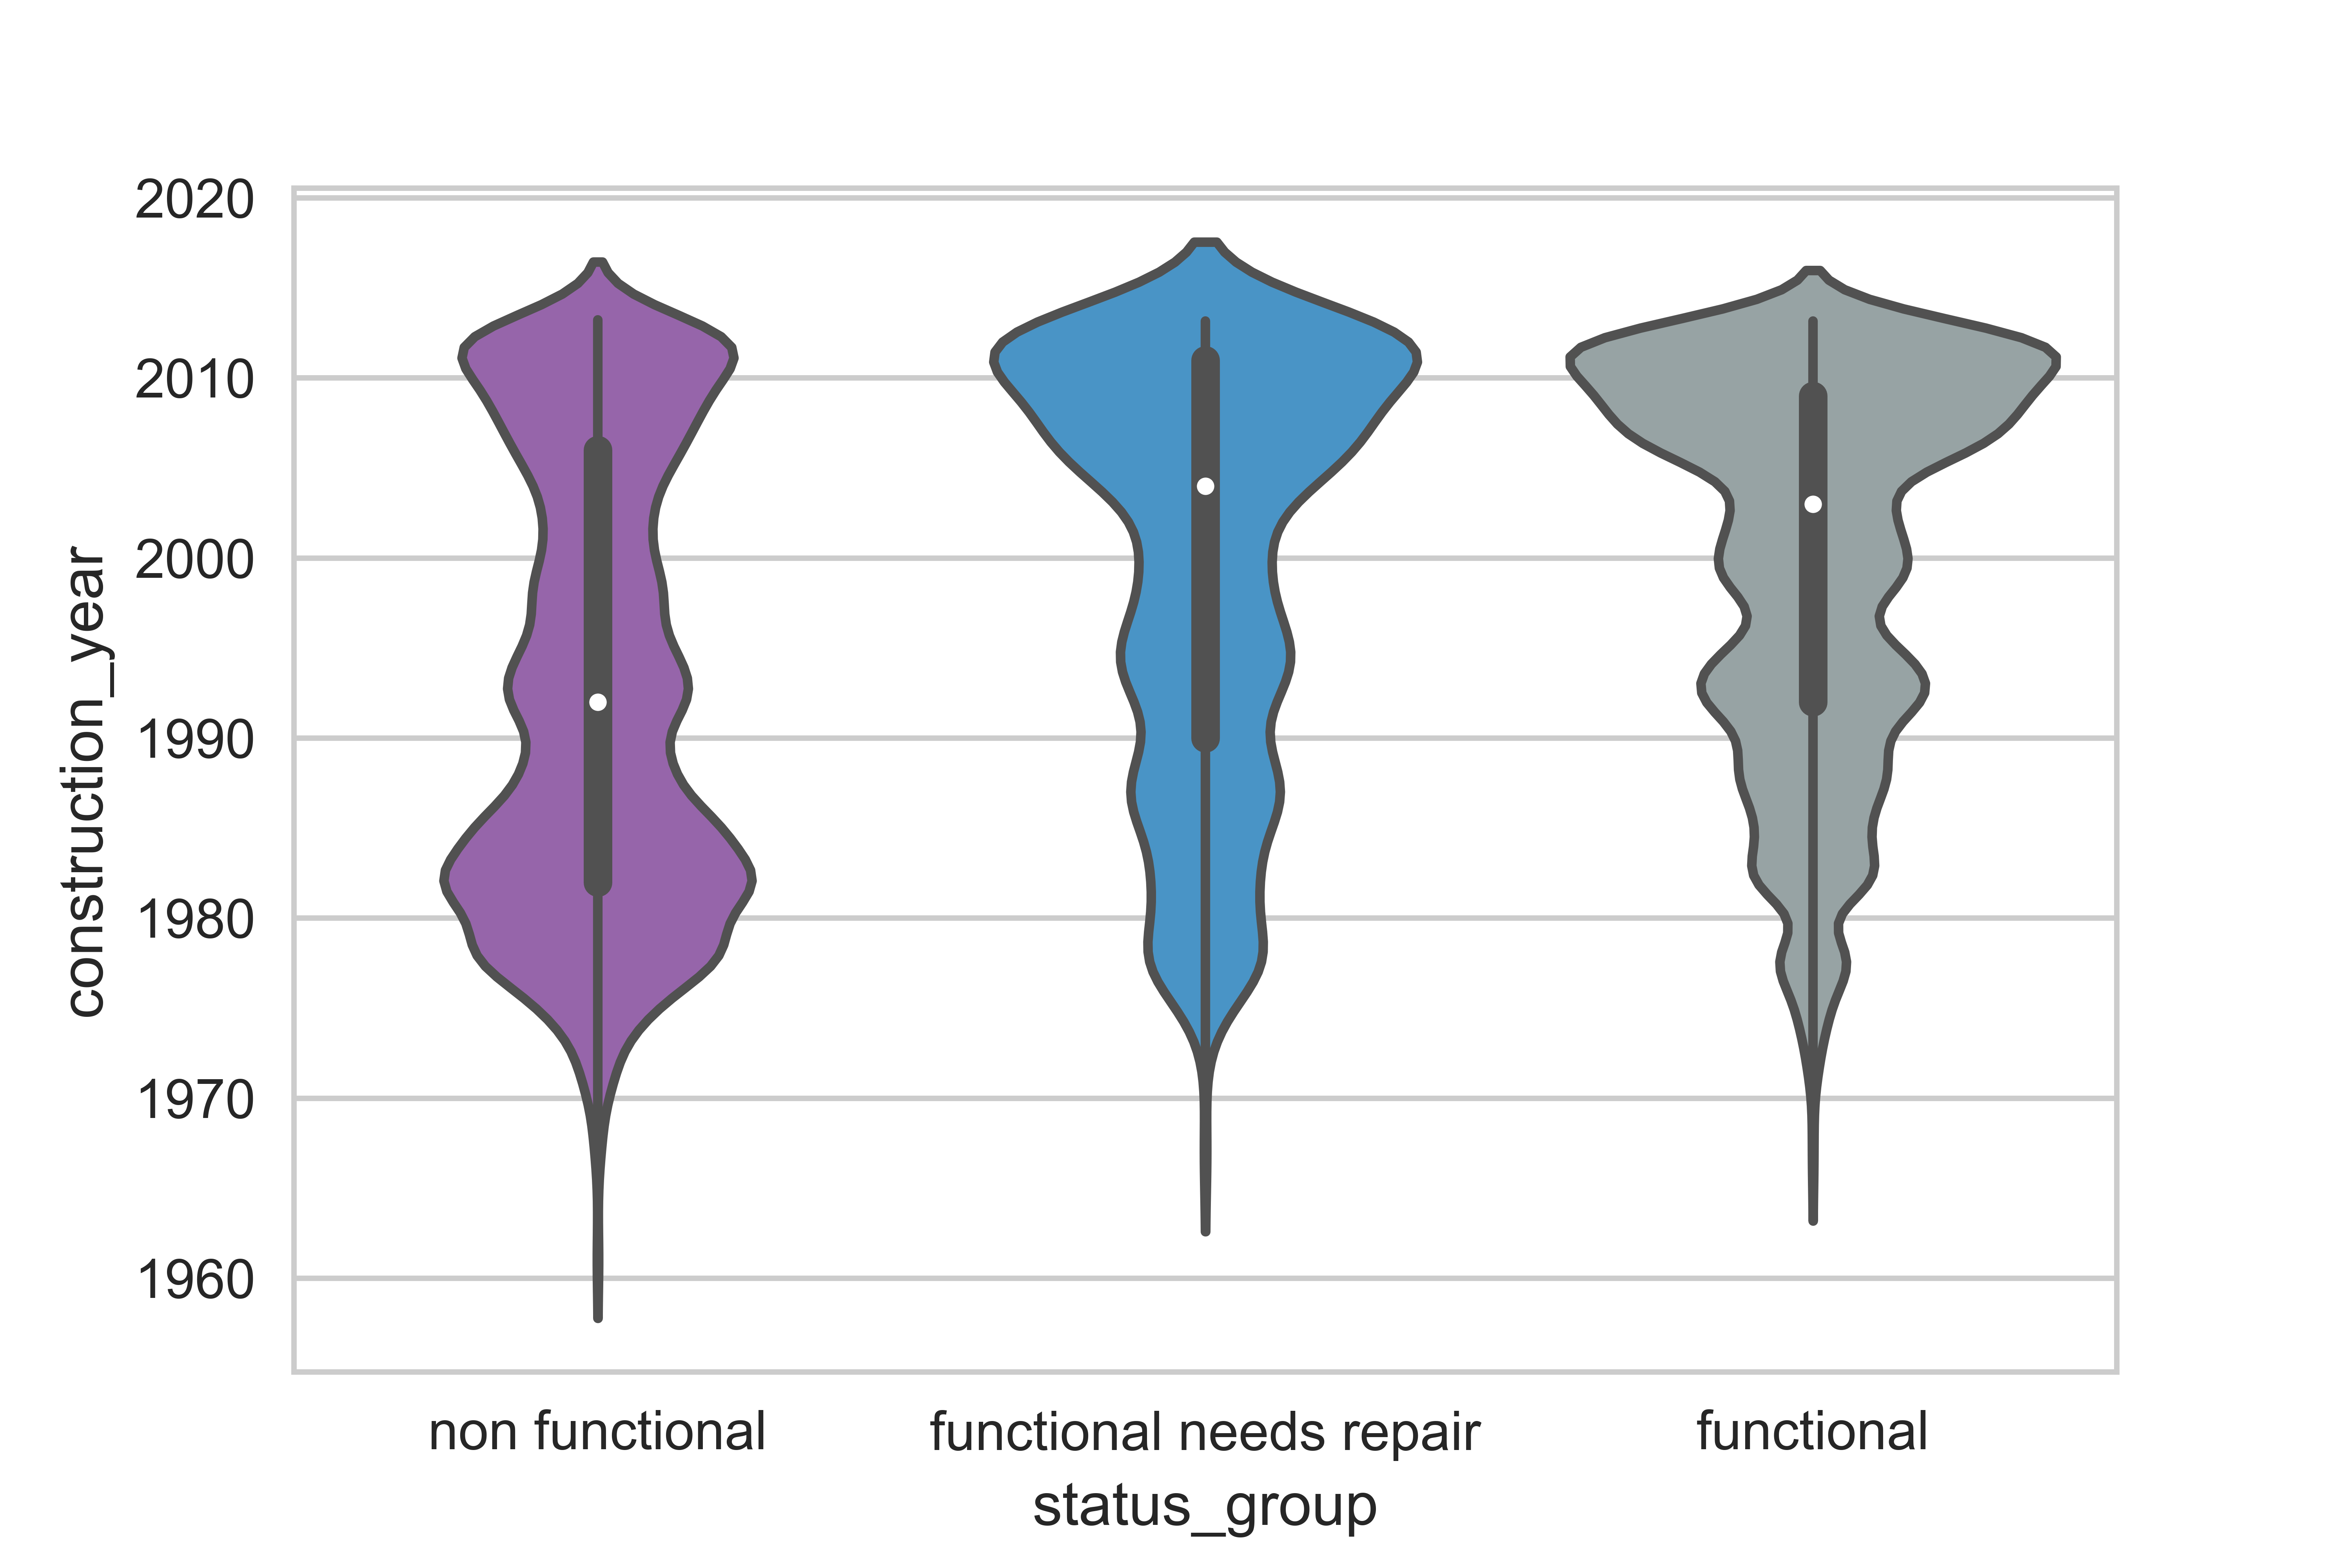 2020
2010
2000
1990
1980
1970
1960
construction_year
non functional
functional needs repair
functional
status_group